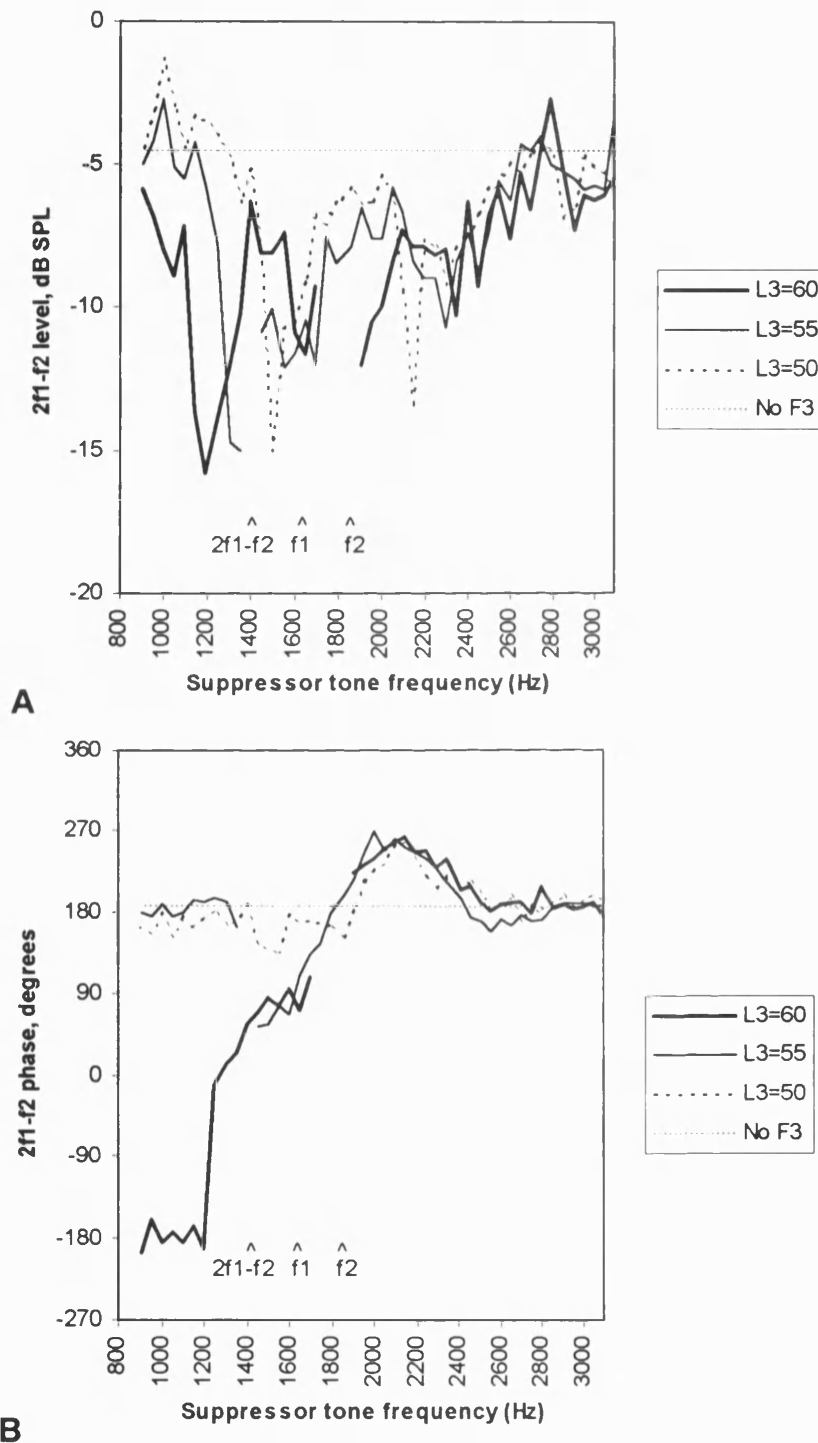 0
-5
-10
-15
-20
2f1-f2 level, dB SPL
^ ^ ^
2f1-f2 f1 f2
800 1000 1200 1400 1600 1800 2000 2200 2400 2600 2800 3000
Suppressor tone frequency (Hz)
L3=60
L3=55
L3=50
No F3
A
360
270
180
90
0
-90
-180
-270
2f1-f2 phase, degrees
^ ^ ^
2f1-f2 f1 f2
800 1000 1200 1400 1600 1800 2000 2200 2400 2600 2800 3000
Suppressor tone frequency (Hz)
L3=60
L3=55
L3=50
No F3
B